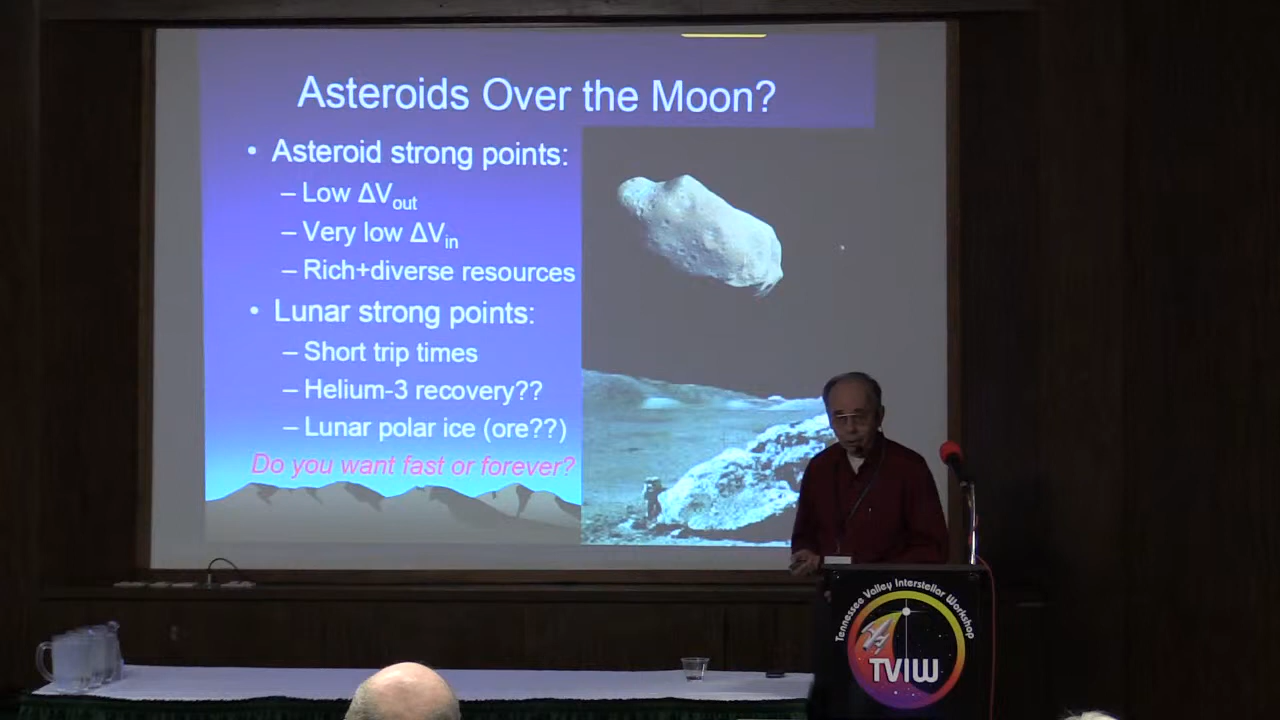 Asteroids Over the Moon?
• Asteroid strong points:
– Low ΔVout
– Very low ΔVin
– Rich+diverse resources
• Lunar strong points:
– Short trip times
– Helium-3 recovery??
– Lunar polar ice (ore??)
Do you want fast or forever?
Tennessee Valley Interstellar Workshop
TVIW